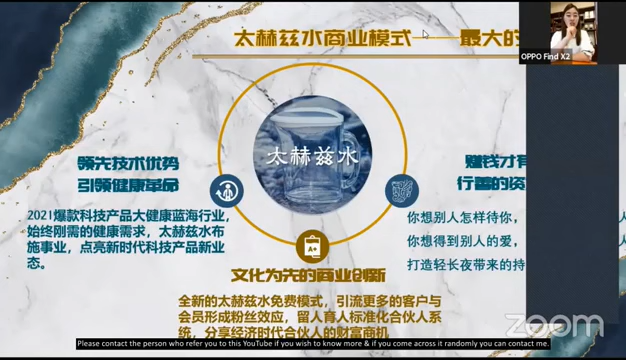 太赫兹水商业模式——最大的
OPPO Find X2
太赫兹水
领先技术优势
引领健康革命
赚钱才有
行善的资
2021爆款科技产品大健康蓝海行业，
始终刚需的健康需求，太赫兹水布
施事业，点亮新时代科技产品新业
态。
你想别人怎样待你，
你想得到别人的爱，
打造轻长夜带来的持
A+
文化为先的商业创新
全新的太赫兹水免费模式，引流更多的客户与
会员形成粉丝效应，留人育人标准化合伙人系
统，分享经济时代合伙人的财富商机
zoom
Please contact the person who refer you to this YouTube if you wish to know more & if you come across it randomly you can contact me.